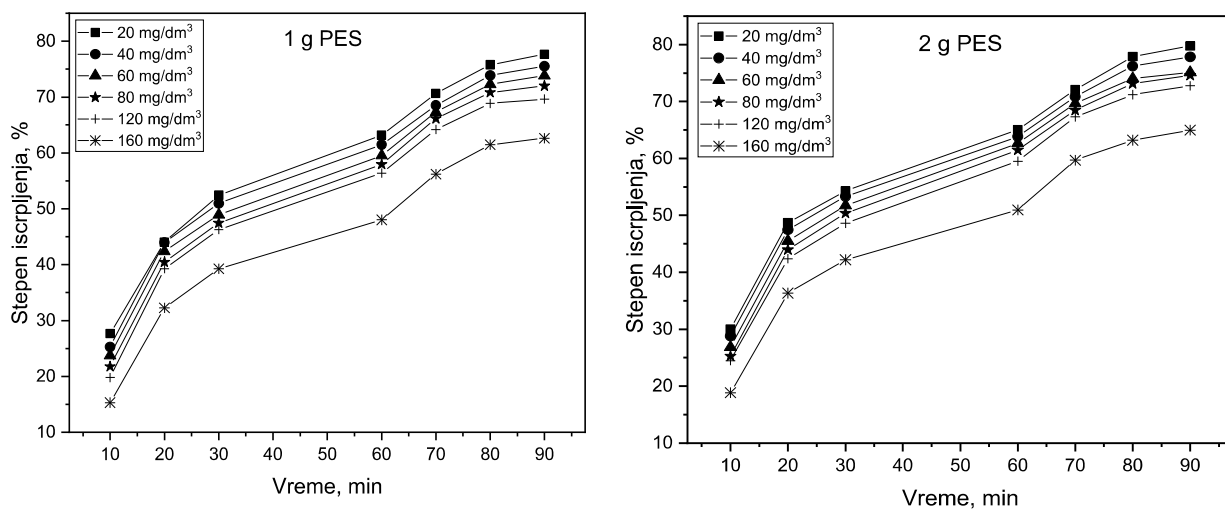 1 g PES
20 mg/dm³
40 mg/dm³
60 mg/dm³
80 mg/dm³
120 mg/dm³
160 mg/dm³
Stepen iscrpljenja, %
80
70
60
50
40
30
20
10
10 20 30 40 50 60 70 80 90
Vreme, min
2 g PES
20 mg/dm³
40 mg/dm³
60 mg/dm³
80 mg/dm³
120 mg/dm³
160 mg/dm³
Stepen iscrpljenja, %
80
70
60
50
40
30
20
10
10 20 30 40 50 60 70 80 90
Vreme, min